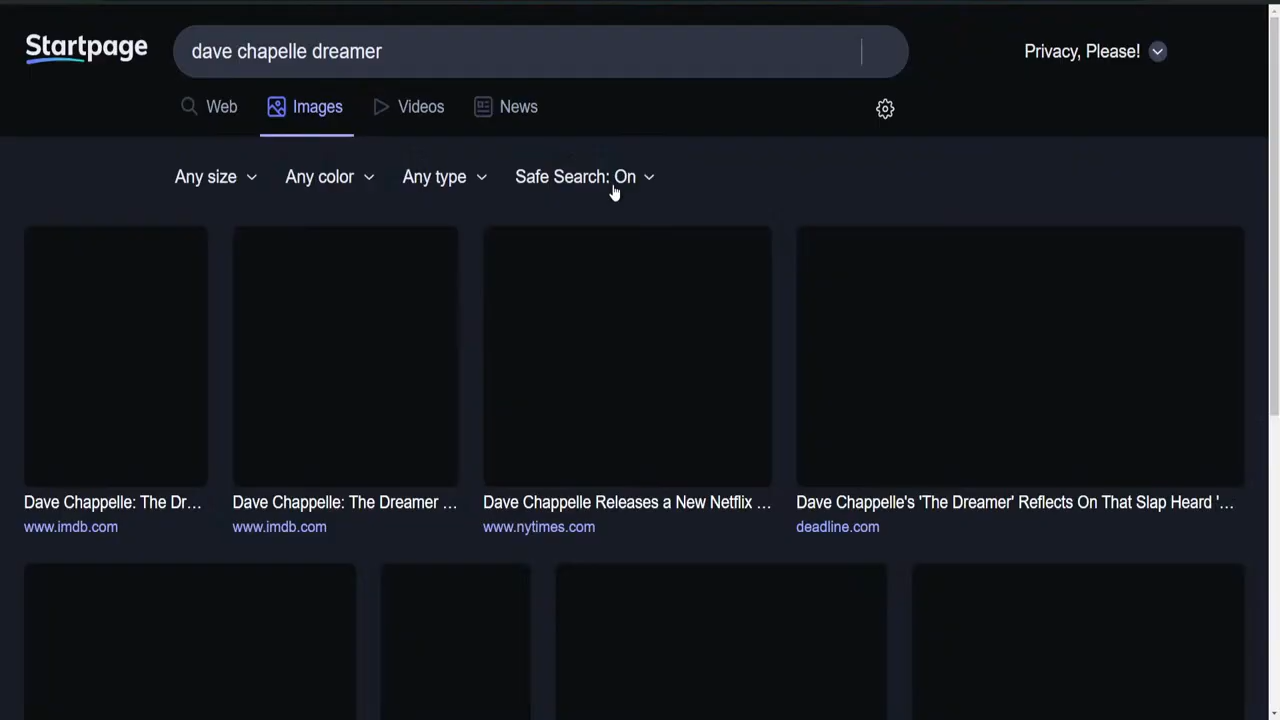 Startpage
dave chapelle dreamer
Privacy, Please!
Web Images Videos News
Any size Any color Any type Safe Search: On
Dave Chappelle: The Dr... Dave Chappelle: The Dreamer ... Dave Chappelle Releases a New Netflix ... Dave Chappelle's 'The Dreamer' Reflects On That Slap Heard '...
www.imdb.com www.imdb.com www.nytimes.com deadline.com